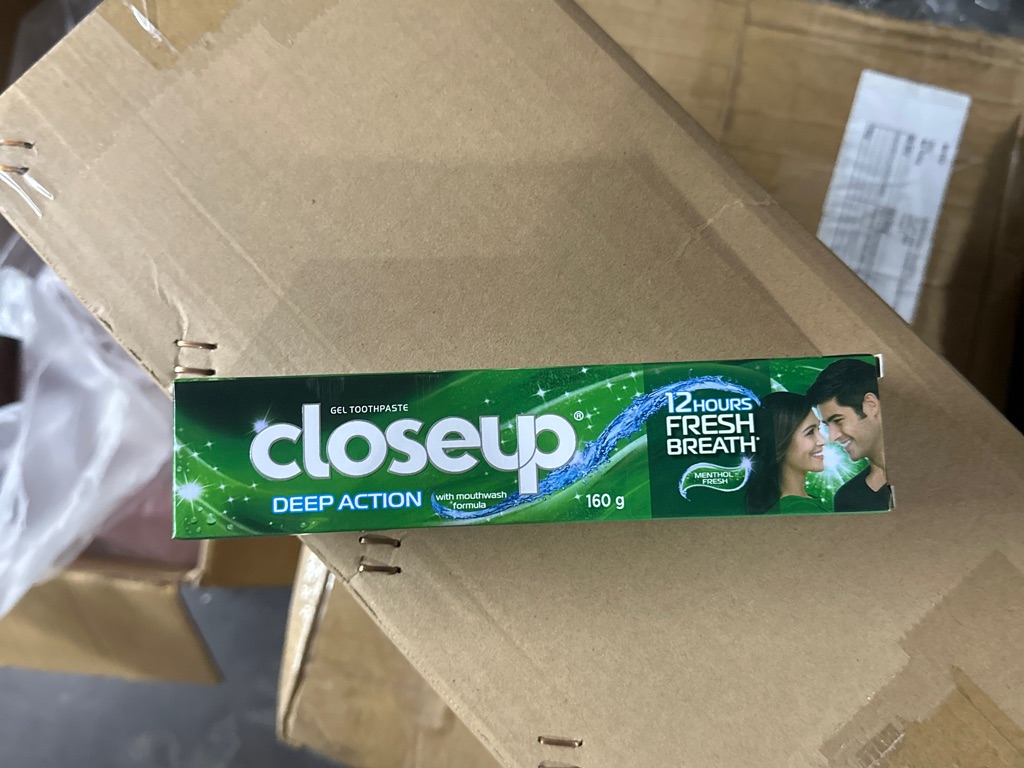 GEL TOOTHPASTE
closeup®
DEEP ACTION
with mouthwash
formula
160 g
12 HOURS
FRESH
BREATH*
MENTHOL
FRESH